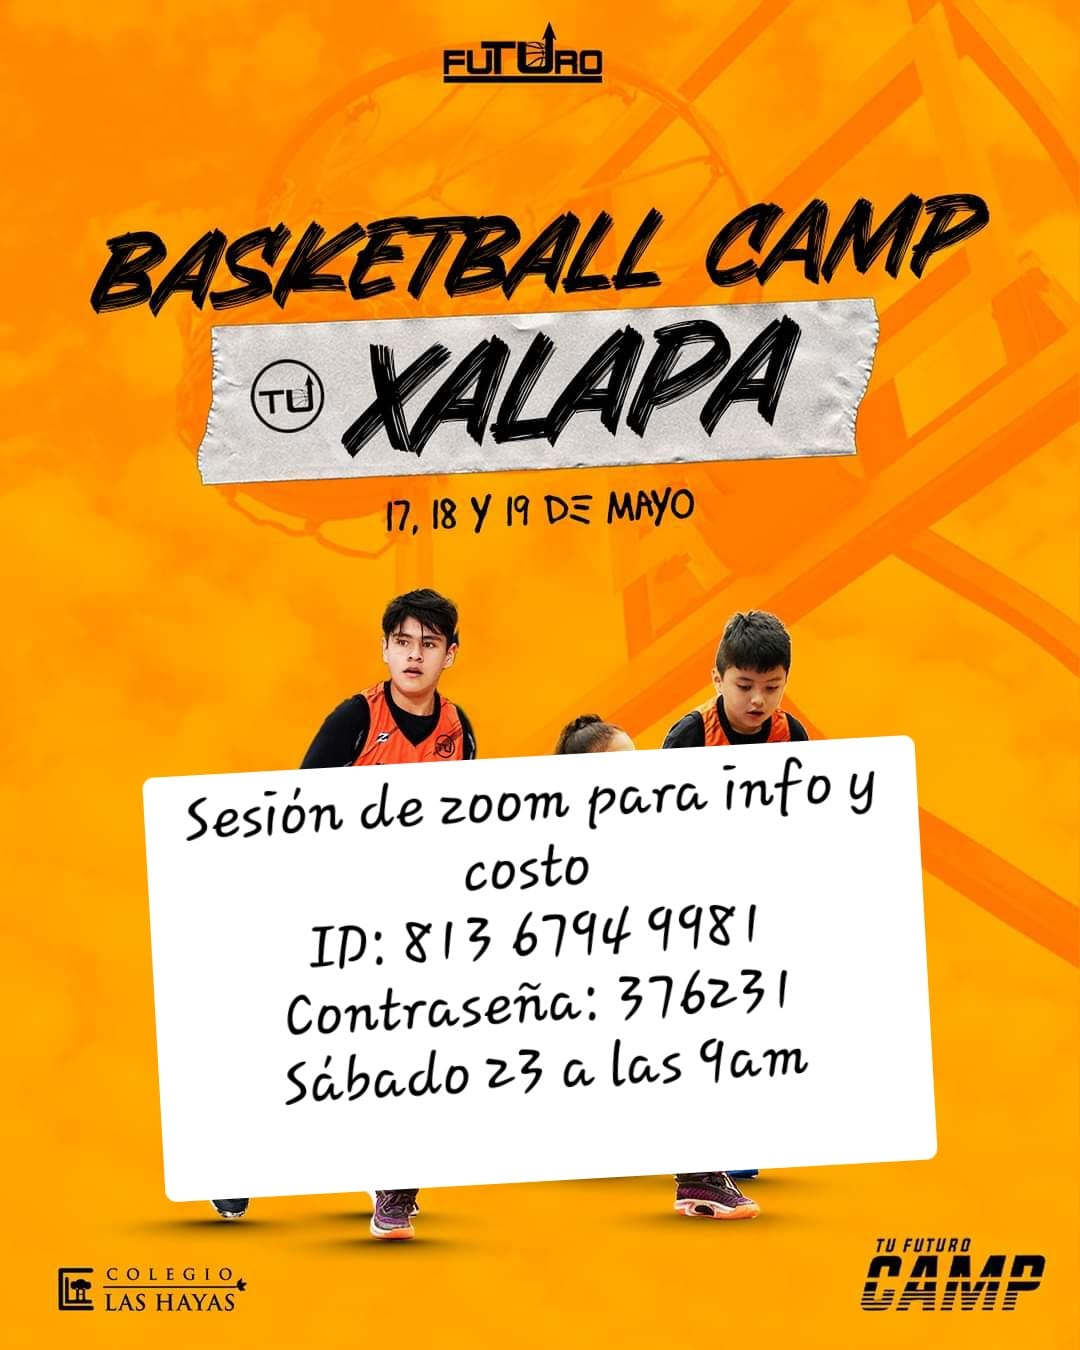 FUTURO
BASKETBALL CAMP
TU XALAPA
17, 18 Y 19 DE MAYO
Sesión de zoom para info y
costo
ID: 813 6794 9981
Contraseña: 376231
Sábado 23 a las 9am
COLEGIO
LAS HAYAS
TU FUTURO
CAMP